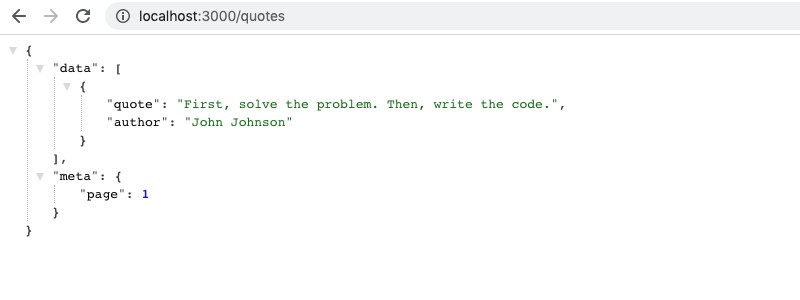 localhost:3000/quotes
{
"data": [
{
"quote": "First, solve the problem. Then, write the code.",
"author": "John Johnson"
}
],
"meta": {
"page": 1
}
}